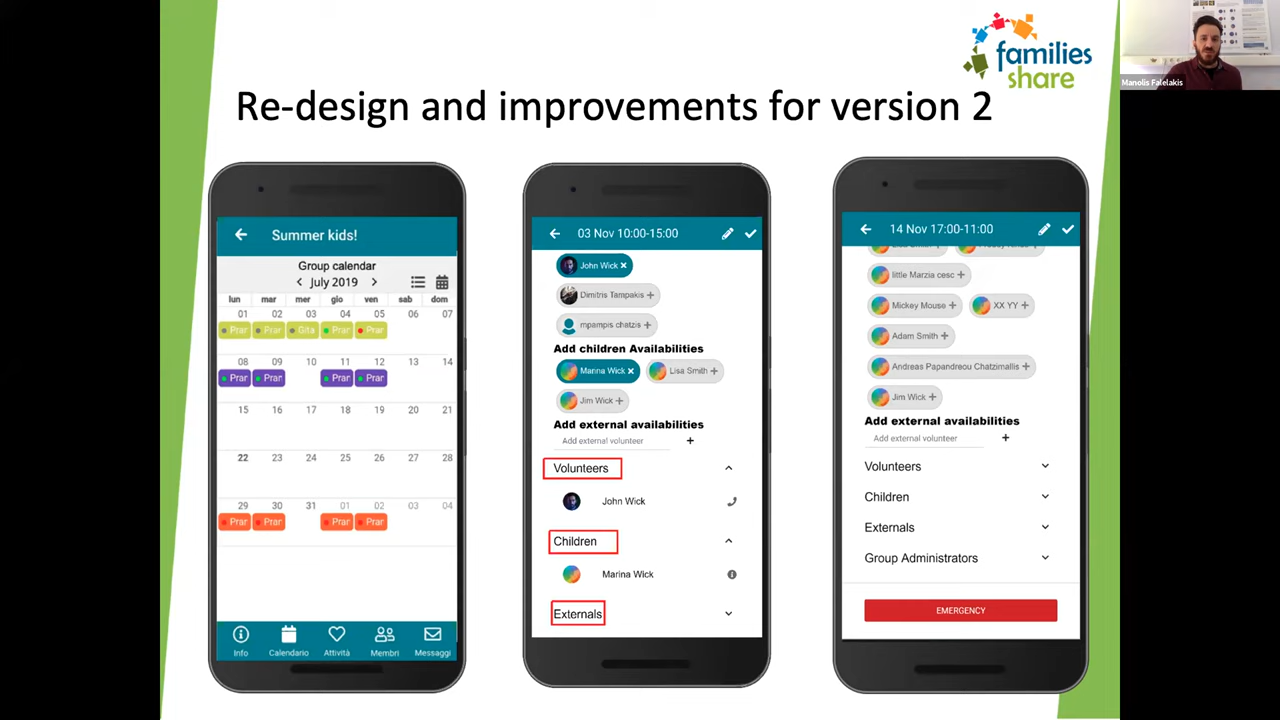 families
share
Manolis Falelakis
Re-design and improvements for version 2
Summer kids!
Group calendar
July 2019
lun mar mer gio ven sab dom
01 02 03 04 05 06 07
Prar Prar Gita Prar Prar
08 09 10 11 12 13 14
Prar Prar Prar Prar
15 16 17 18 19 20 21
22 23 24 25 26 27 28
29 30 31 01 02 03 04
Prar Prar Prar Prar
Info Calendario Attività Membri Messaggi
03 Nov 10:00-15:00
John Wick ×
Dimitris Tampakis +
mpampis chatzis +
Add children Availabilities
Marina Wick × Lisa Smith +
Jim Wick +
Add external availabilities
Add external volunteer +
Volunteers
John Wick
Children
Marina Wick
Externals
14 Nov 17:00-11:00
little Marzia cesc +
Mickey Mouse + XX YY +
Adam Smith +
Andreas Papandreou Chatzimallis +
Jim Wick +
Add external availabilities
Add external volunteer +
Volunteers
Children
Externals
Group Administrators
EMERGENCY